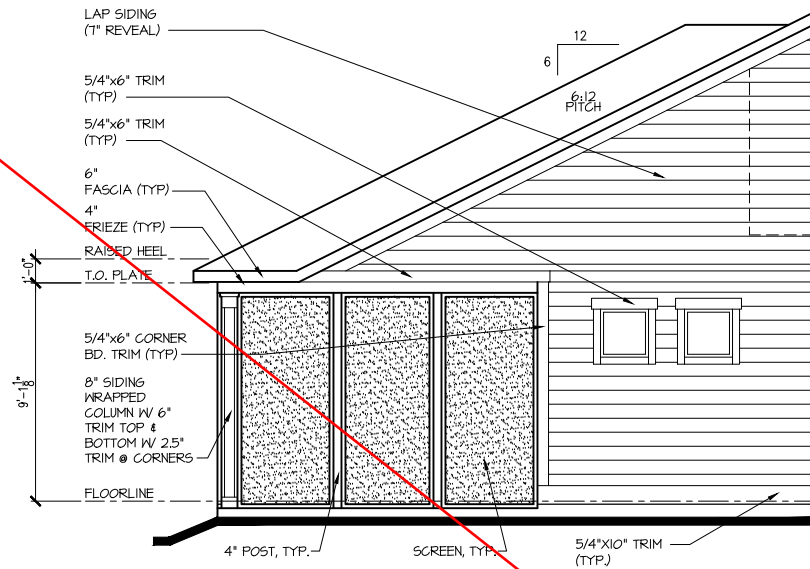 LAP SIDING
(7" REVEAL)
12
6
6:12
PITCH
5/4"x6" TRIM
(TYP)
5/4"x6" TRIM
(TYP)
6"
FASCIA (TYP)
4"
FRIEZE (TYP)
RAISED HEEL
1'-0"
T.O. PLATE
5/4"x6" CORNER
BD. TRIM (TYP)
8" SIDING
WRAPPED
COLUMN W/ 6"
TRIM TOP &
BOTTOM W/ 2.5"
TRIM @ CORNERS
9'-1 1/8"
FLOORLINE
4" POST, TYP.
SCREEN, TYP.
5/4"X10" TRIM
(TYP.)